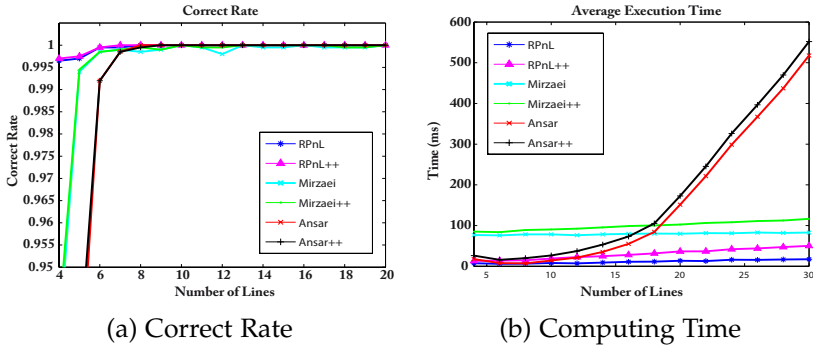 Correct Rate
1
0.995
0.99
0.985
0.98
0.975
0.97
0.965
0.96
0.955
0.95
Correct Rate
4 6 8 10 12 14 16 18 20
Number of Lines
RPnL
RPnL++
Mirzaei
Mirzaei++
Ansar
Ansar++
(a) Correct Rate
Average Execution Time
600
500
400
300
200
100
0
Time (ms)
5 10 15 20 25 30
Number of Lines
RPnL
RPnL++
Mirzaei
Mirzaei++
Ansar
Ansar++
(b) Computing Time